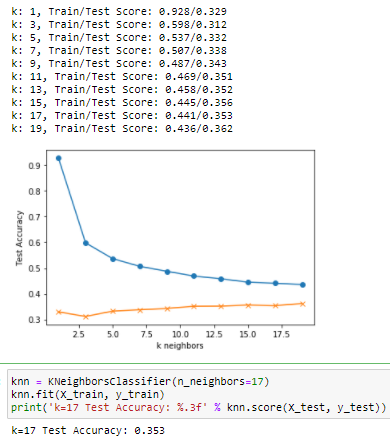 k: 1, Train/Test Score: 0.928/0.329
k: 3, Train/Test Score: 0.598/0.312
k: 5, Train/Test Score: 0.537/0.332
k: 7, Train/Test Score: 0.507/0.338
k: 9, Train/Test Score: 0.487/0.343
k: 11, Train/Test Score: 0.469/0.351
k: 13, Train/Test Score: 0.458/0.352
k: 15, Train/Test Score: 0.445/0.356
k: 17, Train/Test Score: 0.441/0.353
k: 19, Train/Test Score: 0.436/0.362
Test Accuracy
0.9
0.8
0.7
0.6
0.5
0.4
0.3
2.5 5.0 7.5 10.0 12.5 15.0 17.5
k neighbors
knn = KNeighborsClassifier(n_neighbors=17)
knn.fit(X_train, y_train)
print('k=17 Test Accuracy: %.3f' % knn.score(X_test, y_test))
k=17 Test Accuracy: 0.353